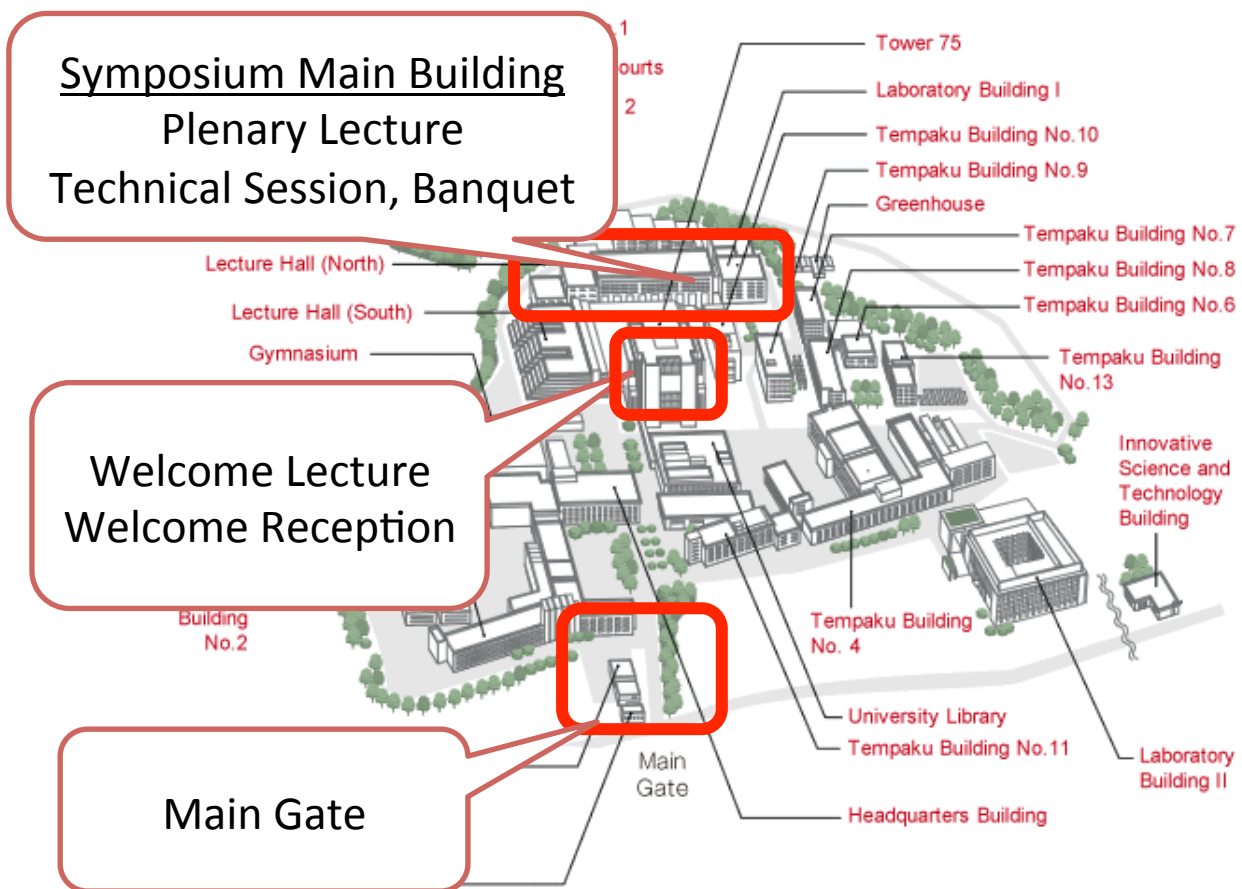 Symposium Main Building
Plenary Lecture
Technical Session, Banquet
.1
ourts
2
Tower 75
Laboratory Building I
Tempaku Building No.10
Tempaku Building No.9
Greenhouse
Tempaku Building No.7
Tempaku Building No.8
Tempaku Building No.6
Tempaku Building
No.13
Lecture Hall (North)
Lecture Hall (South)
Gymnasium
Welcome Lecture
Welcome Reception
Innovative
Science and
Technology
Building
Building
No.2
Tempaku Building
No. 4
University Library
Tempaku Building No.11
Laboratory
Building II
Main
Gate
Headquarters Building
Main Gate